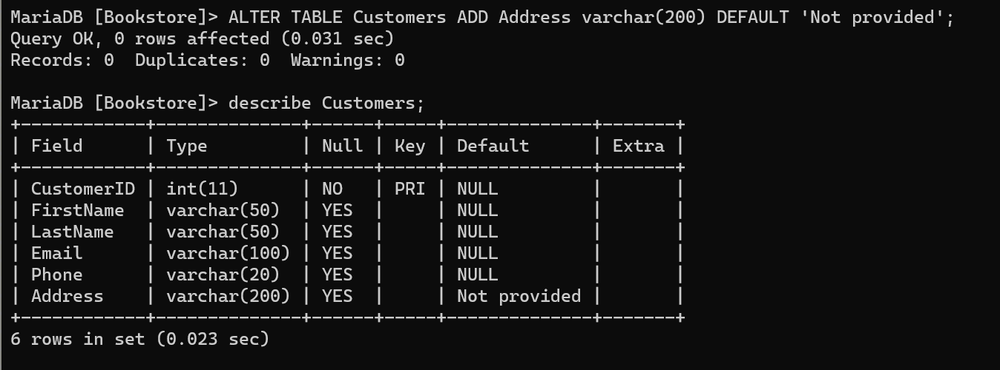 MariaDB [Bookstore]> ALTER TABLE Customers ADD Address varchar(200) DEFAULT 'Not provided';
Query OK, 0 rows affected (0.031 sec)
Records: 0  Duplicates: 0  Warnings: 0

MariaDB [Bookstore]> describe Customers;
+------------+--------------+------+-----+--------------+-------+
| Field      | Type         | Null | Key | Default      | Extra |
+------------+--------------+------+-----+--------------+-------+
| CustomerID | int(11)      | NO   | PRI | NULL         |       |
| FirstName  | varchar(50)  | YES  |     | NULL         |       |
| LastName   | varchar(50)  | YES  |     | NULL         |       |
| Email      | varchar(100) | YES  |     | NULL         |       |
| Phone      | varchar(20)  | YES  |     | NULL         |       |
| Address    | varchar(200) | YES  |     | Not provided |       |
+------------+--------------+------+-----+--------------+-------+
6 rows in set (0.023 sec)